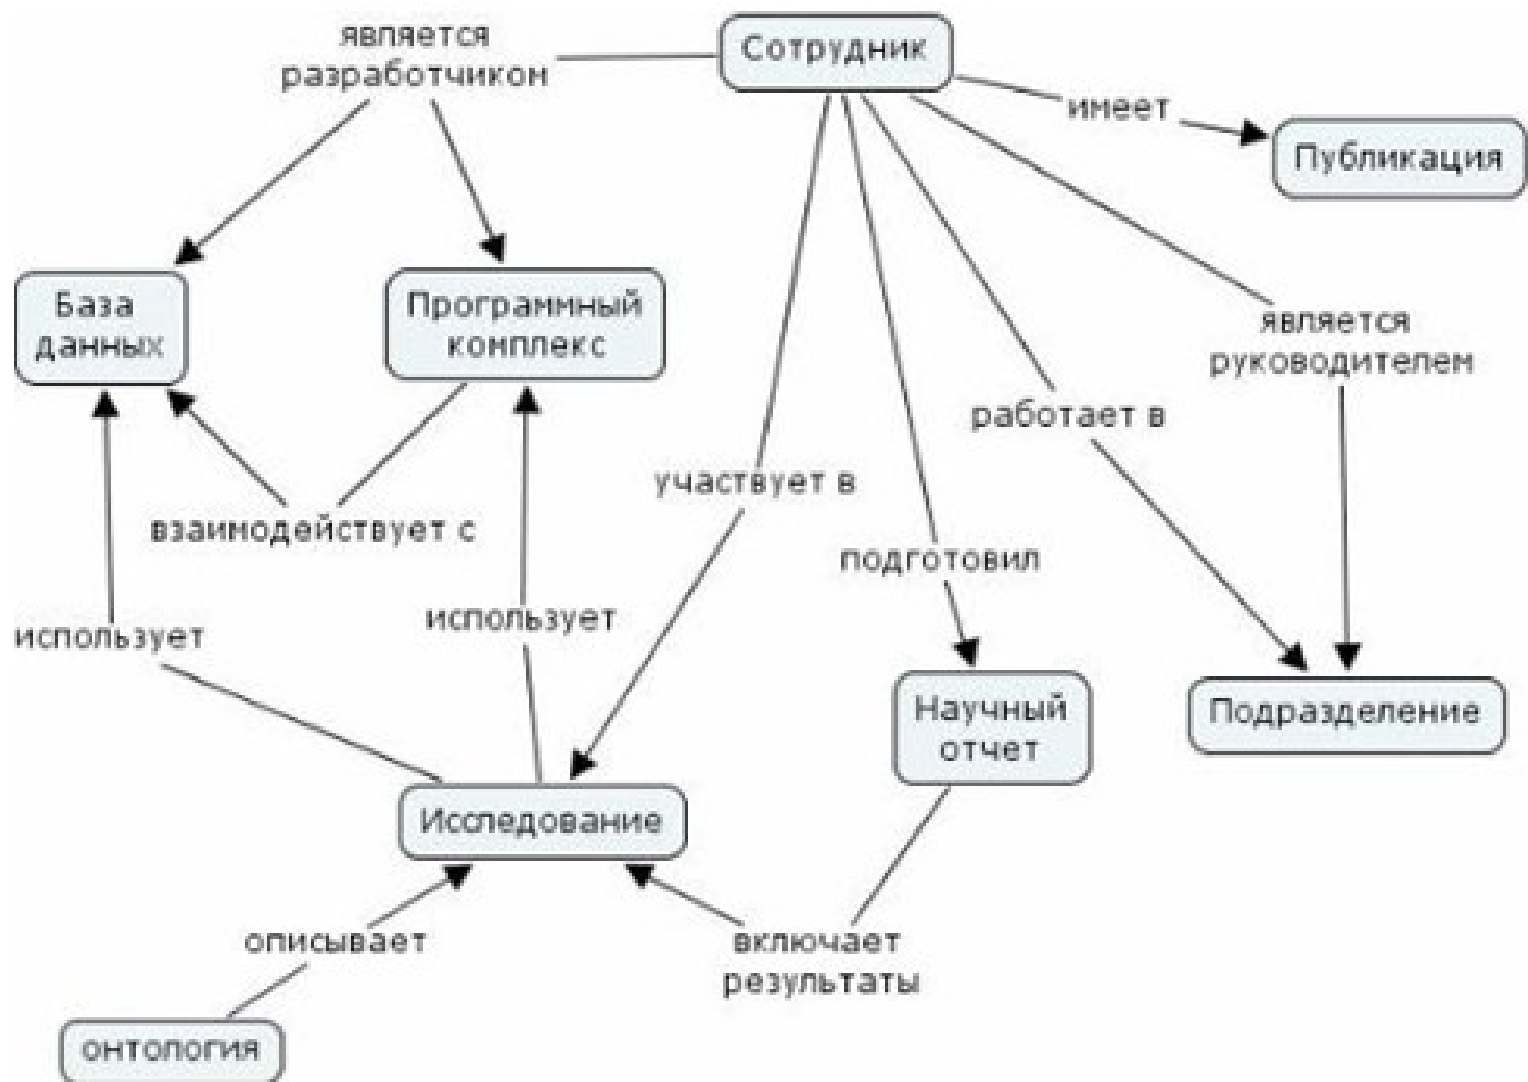 является
разработчиком
Сотрудник
имеет
Публикация
База
данных
Программный
комплекс
является
руководителем
работает в
участвует в
взаимодействует с
подготовил
использует
использует
Научный
отчет
Подразделение
Исследование
описывает
включает
результаты
онтология